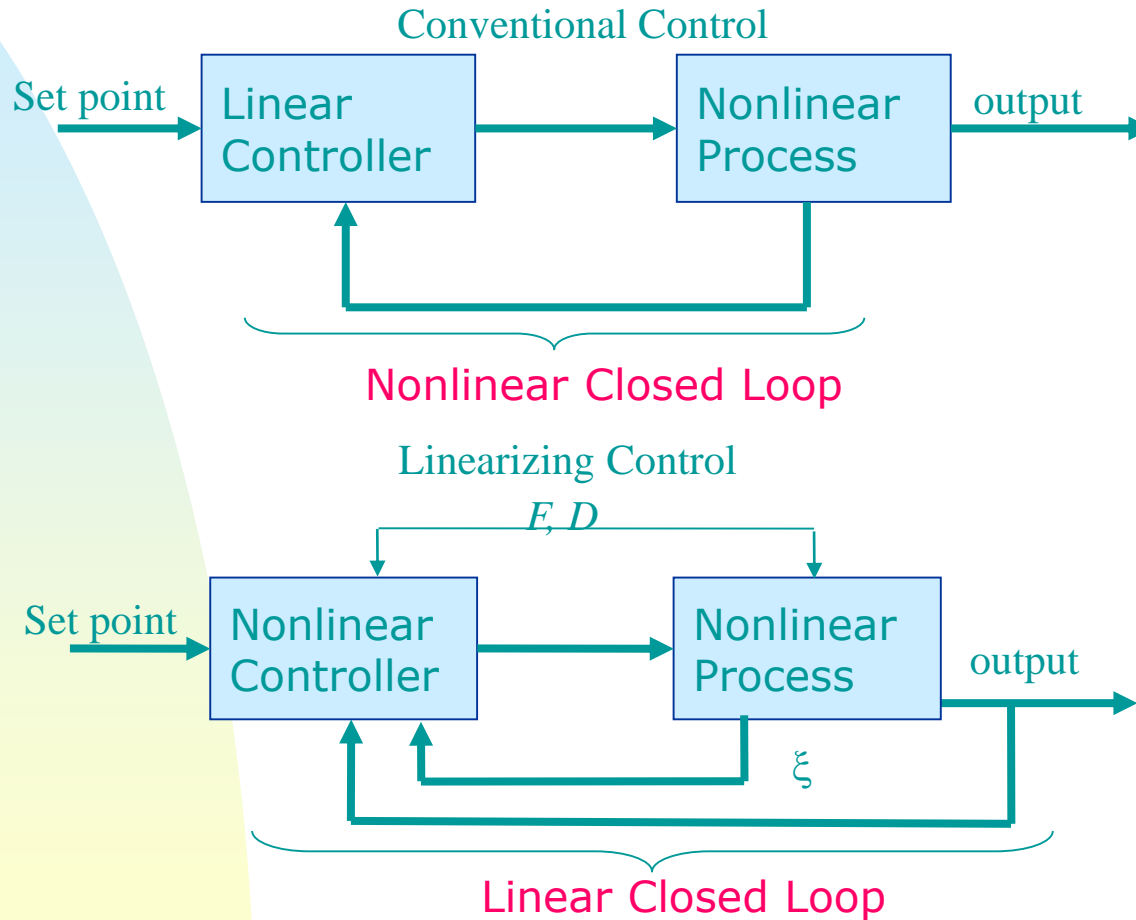 Conventional Control
Set point
Linear
Controller
Nonlinear
Process
output
Nonlinear Closed Loop
Linearizing Control
F, D
Set point
Nonlinear
Controller
Nonlinear
Process
output
ξ
Linear Closed Loop